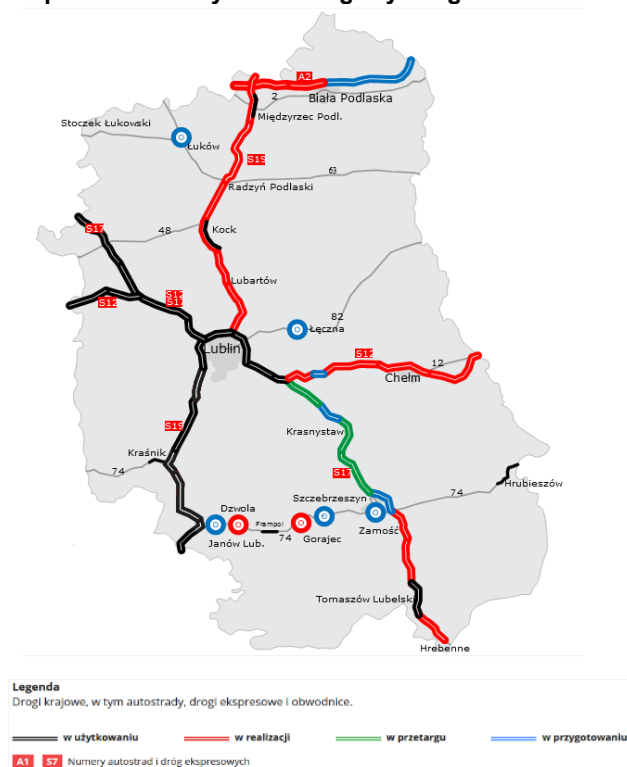 A2
2
Biała Podlaska
Międzyrzec Podl.
Stoczek Łukowski
Łuków
S19
63
Radzyń Podlaski
S17
48
Kock
Lubartów
S12
S12
S17
82
Łęczna
Lublin
S12
12
Chełm
S19
Krasnystaw
Kraśnik
74
S17
74
Hrubieszów
Szczebrzeszyn
Dzwola
Frampol
74
Janów Lub.
Gorajec
Zamość
Tomaszów Lubelski
Hrebenne
Legenda
Drogi krajowe, w tym autostrady, drogi ekspresowe i obwodnice.
w użytkowaniu w realizacji w przetargu w przygotowaniu
A1 S7 Numery autostrad i dróg ekspresowych